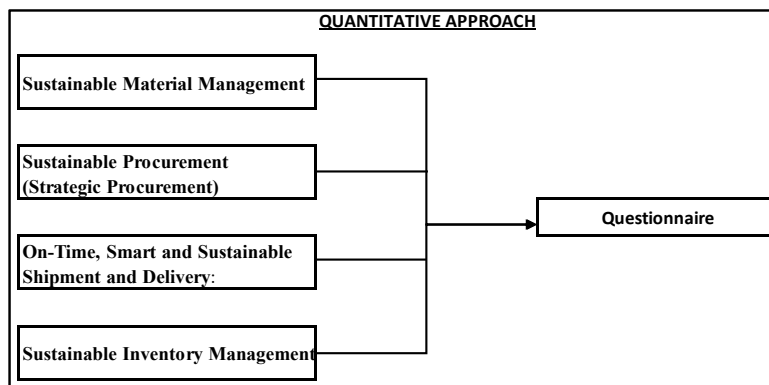 QUANTITATIVE APPROACH
Sustainable Material Management
Sustainable Procurement
(Strategic Procurement)
On-Time, Smart and Sustainable
Shipment and Delivery:
Sustainable Inventory Management
Questionnaire